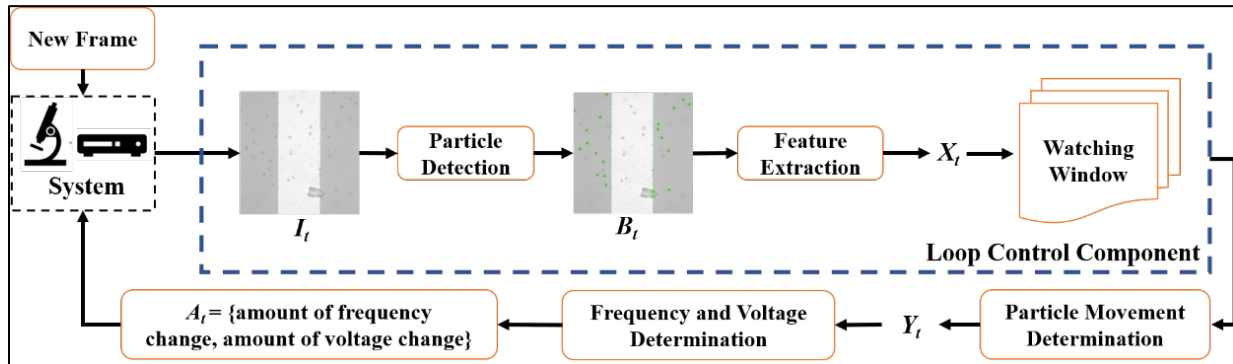 New Frame
System
I_t
Particle
Detection
B_t
Feature
Extraction
X_t
Watching
Window
Loop Control Component
A_t = {amount of frequency
change, amount of voltage change}
Frequency and Voltage
Determination
Y_t
Particle Movement
Determination